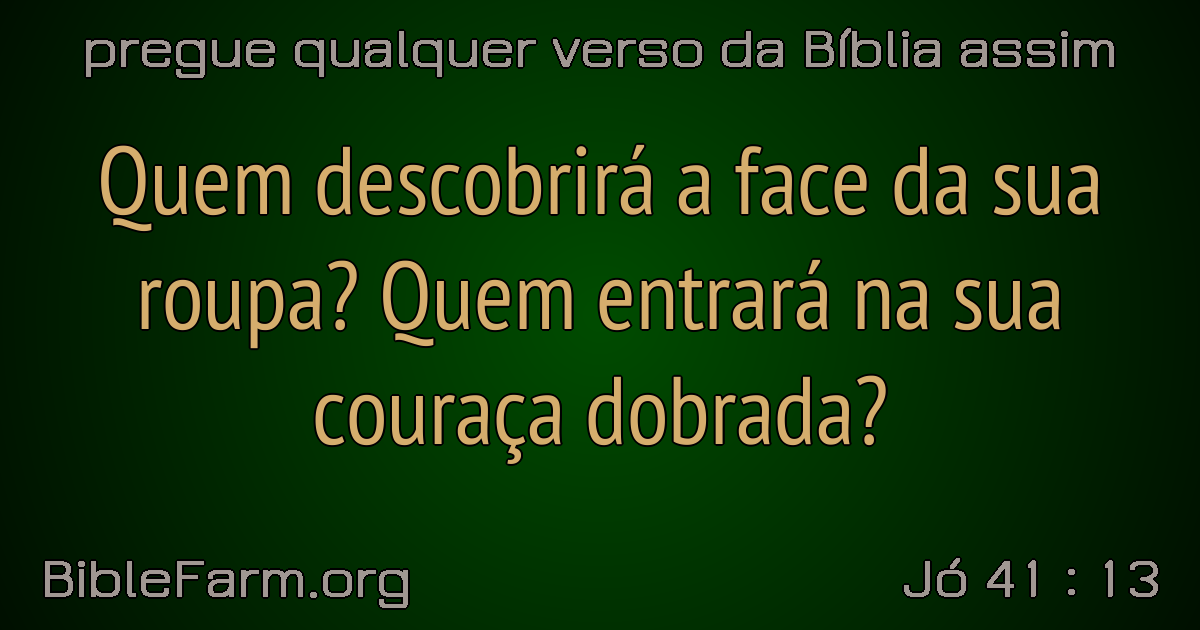 pregue qualquer verso da Bíblia assim
Quem descobrirá a face da sua
roupa? Quem entrará na sua
couraça dobrada?
BibleFarm.org
Jó 41 : 13